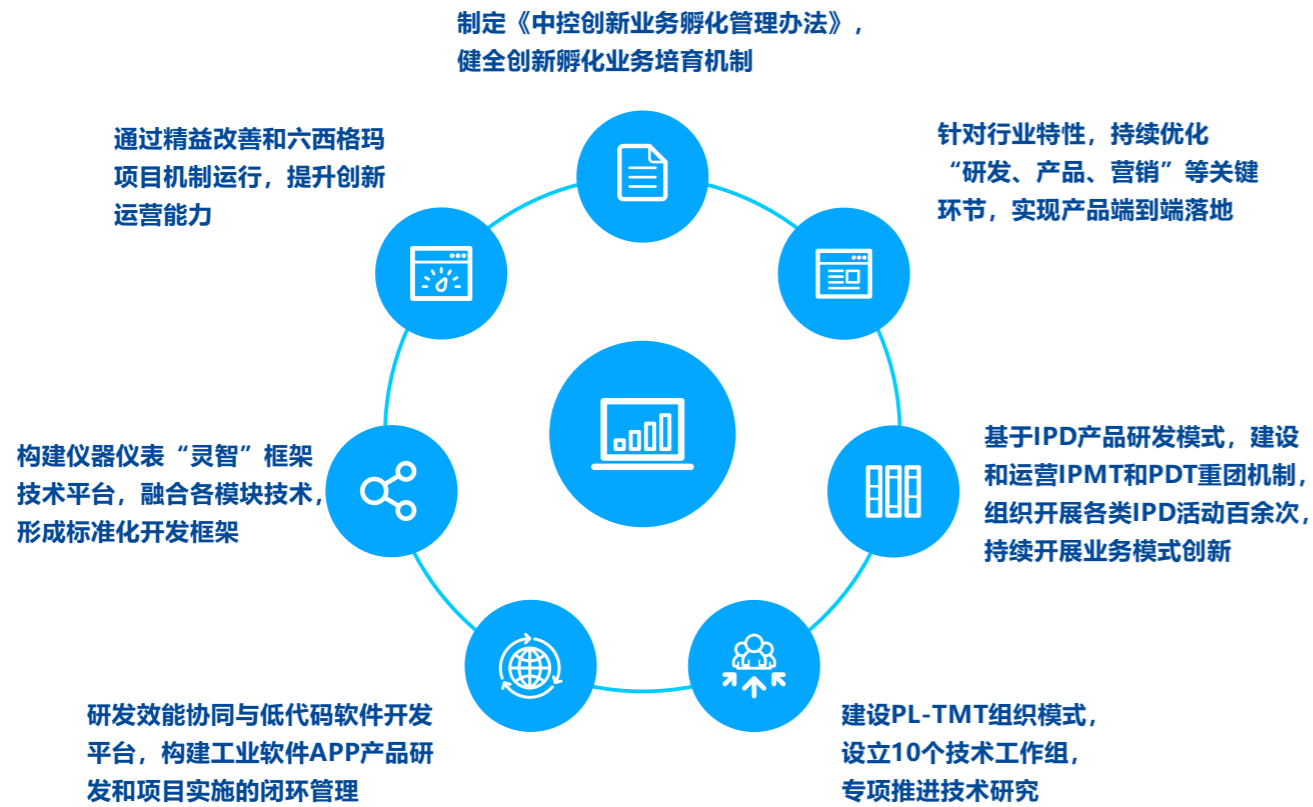 制定《中控创新业务孵化管理办法》，
健全创新孵化业务培育机制
针对行业特性，持续优化
“研发、产品、营销”等关键
环节，实现产品端到端落地
基于IPD产品研发模式，建设
和运营IPMT和PDT重团机制，
组织开展各类IPD活动百余次，
持续开展业务模式创新
建设PL-TMT组织模式，
设立10个技术工作组，
专项推进技术研究
研发效能协同与低代码软件开发
平台，构建工业软件APP产品研
发和项目实施的闭环管理
构建仪器仪表“灵智”框架
技术平台，融合各模块技术，
形成标准化开发框架
通过精益改善和六西格玛
项目机制运行，提升创新
运营能力